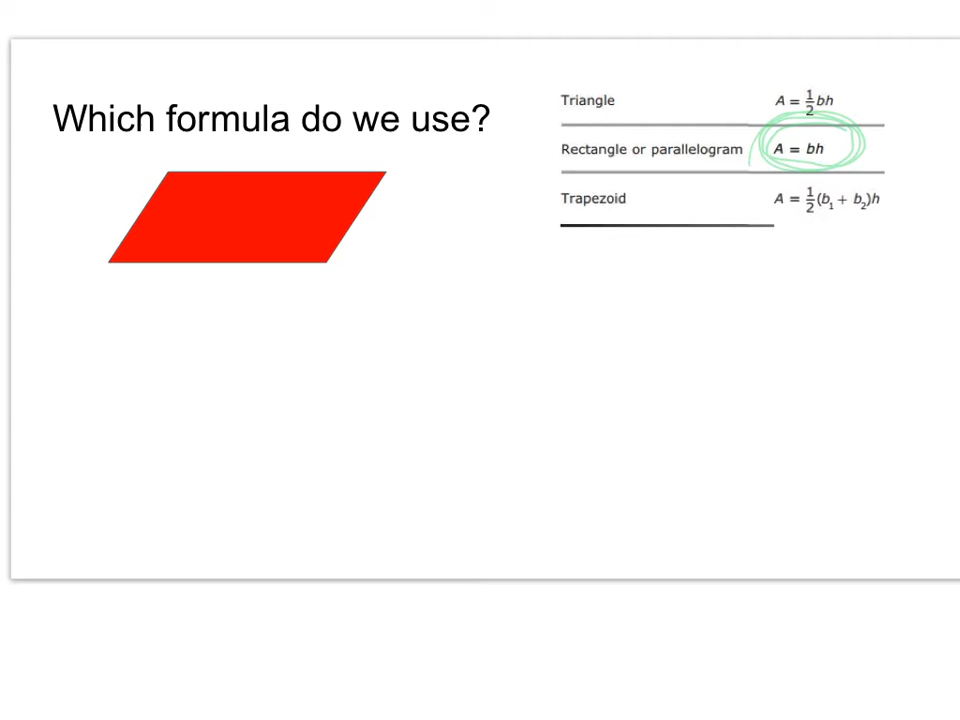 Which formula do we use?
Triangle A = 1/2 bh
Rectangle or parallelogram A = bh
Trapezoid A = 1/2 (b₁ + b₂)h